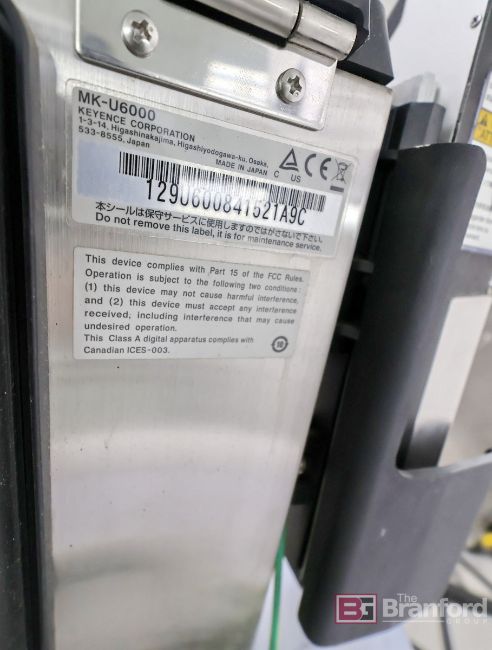 MK-U6000
KEYENCE CORPORATION
1-3-14, Higashinakajima, Higashiyodogawa-ku, Osaka,
533-8555, Japan
MADE IN JAPAN
C US
CE
1290600841521A9C
本シールは保守サービスに使用しますのではがさないで下さい。
Do not remove this label, it is for maintenance service.
This device complies with Part 15 of the FCC Rules.
Operation is subject to the following two conditions :
(1) this device may not cause harmful interference,
and (2) this device must accept any interference
received, including interference that may cause
undesired operation.
This Class A digital apparatus complies with
Canadian ICES-003.
10
BG The
Branford
GROUP